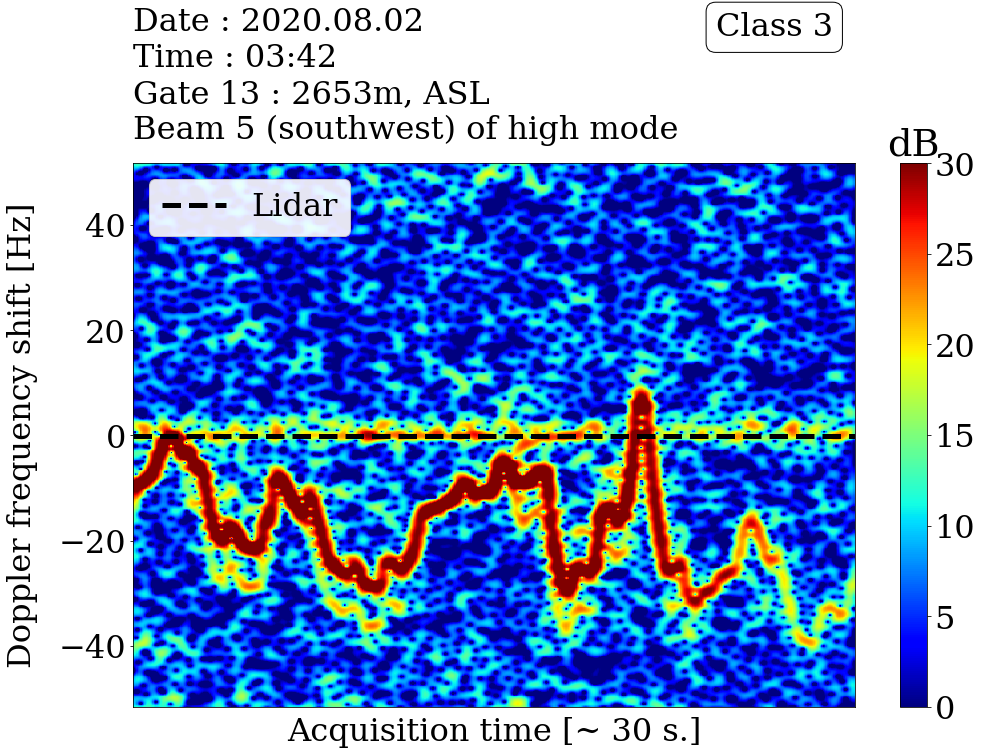 Date : 2020.08.02
Time : 03:42
Gate 13 : 2653m, ASL
Beam 5 (southwest) of high mode
Class 3
dB
Lidar
Doppler frequency shift [Hz]
40
20
0
−20
−40
Acquisition time [~ 30 s.]
30
25
20
15
10
5
0